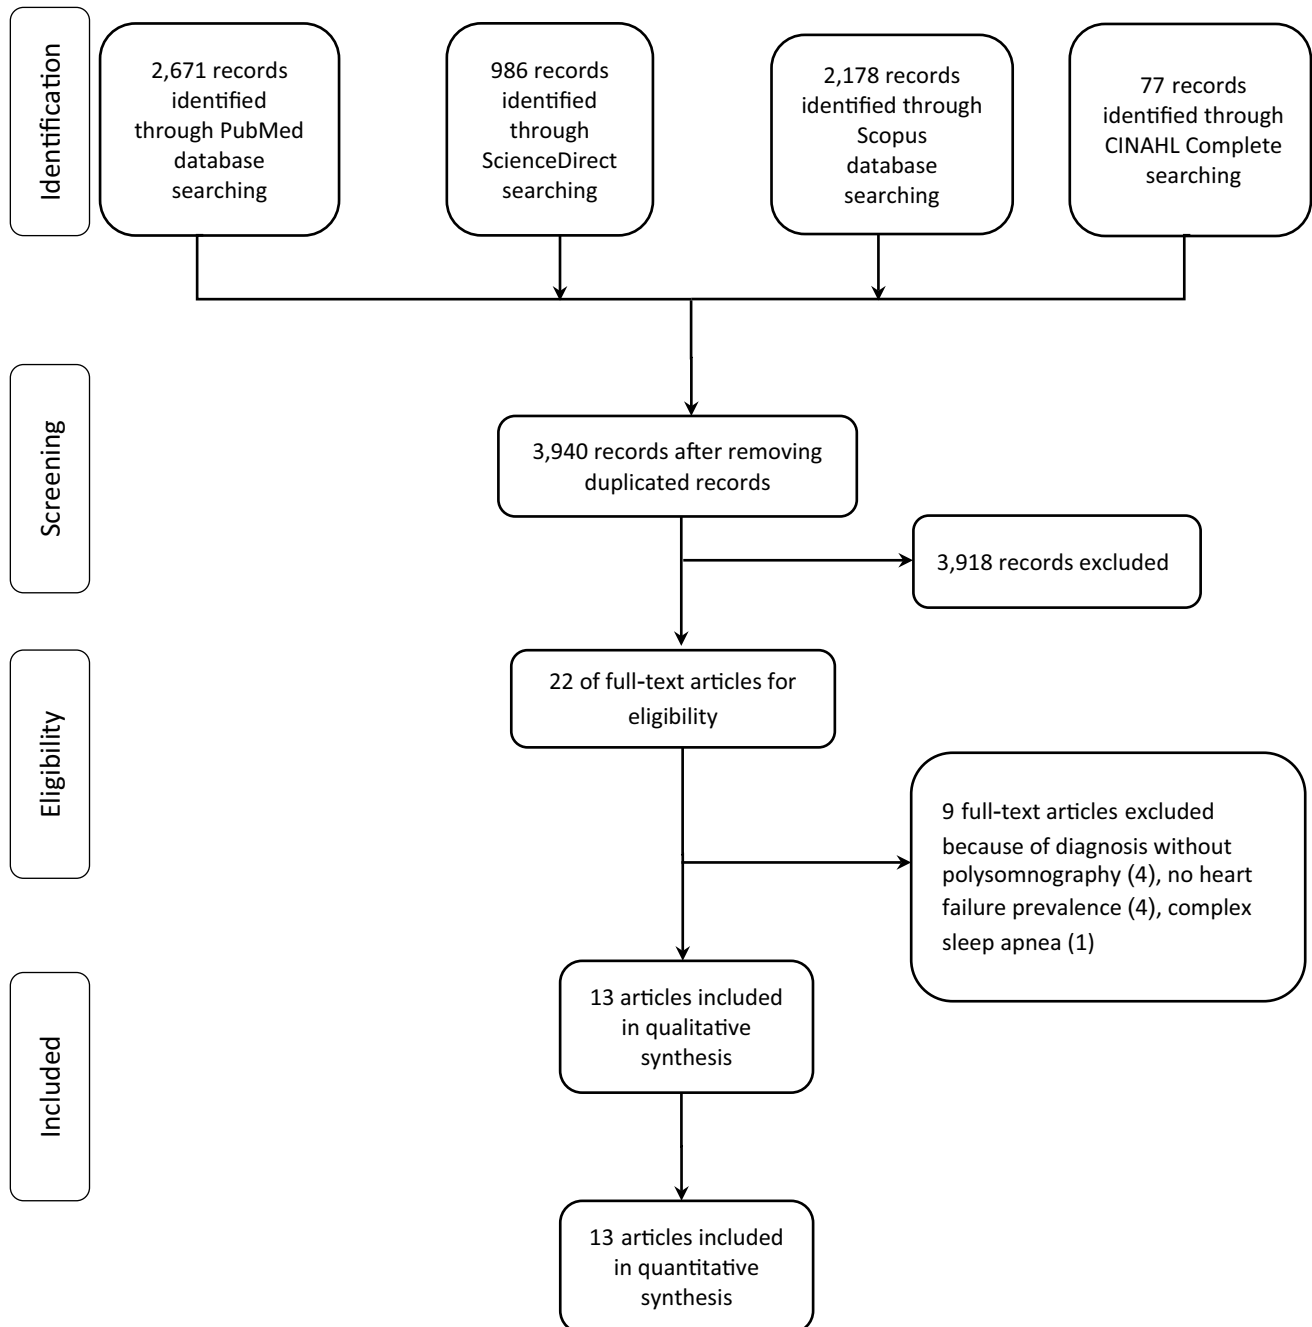 Identification
2,671 records
identified
through PubMed
database
searching
986 records
identified
through
ScienceDirect
searching
2,178 records
identified through
Scopus
database
searching
77 records
identified through
CINAHL Complete
searching
Screening
3,940 records after removing
duplicated records
3,918 records excluded
Eligibility
22 of full-text articles for
eligibility
9 full-text articles excluded
because of diagnosis without
polysomnography (4), no heart
failure prevalence (4), complex
sleep apnea (1)
Included
13 articles included
in qualitative
synthesis
13 articles included
in quantitative
synthesis